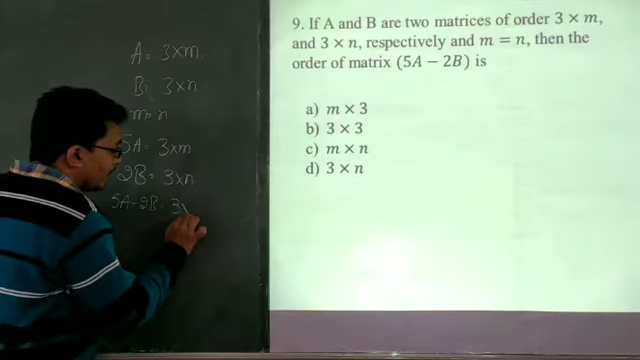 A = 3×m.
B = 3×n
m = n
5A = 3×m
2B = 3×n.
5A - 2B = 3×
9. If A and B are two matrices of order 3 × m,
and 3 × n, respectively and m = n, then the
order of matrix (5A − 2B) is
a) m × 3
b) 3 × 3
c) m × n
d) 3 × n